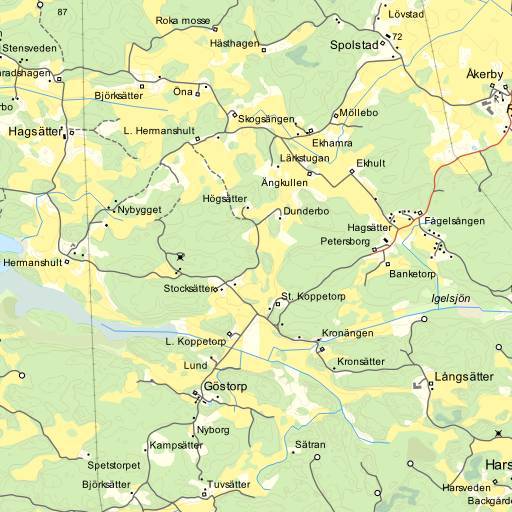 87
Lövstad
Roka mosse
72
Hästhagen
Spolstad
Stensveden
Åkerby
Björksätter
Öna
Skogsängen
Möllebo
Hagsätter
L. Hermanshult
Ekhamra
Lärkstugan
Ekhult
Ängkullen
Högsätter
Nybygget
Dunderbo
Fågelsången
Hagsätter
Petersborg
Hermanshult
Banketorp
Stocksätter
St. Koppetorp
Igelsjön
L. Koppetorp
Kronängen
Lund
Kronsätter
Göstorp
Långsätter
Nyborg
Kampsätter
Sätran
Spetstorpet
Hars
Björksätter
Tuvsätter
Harsveden
Backgårde